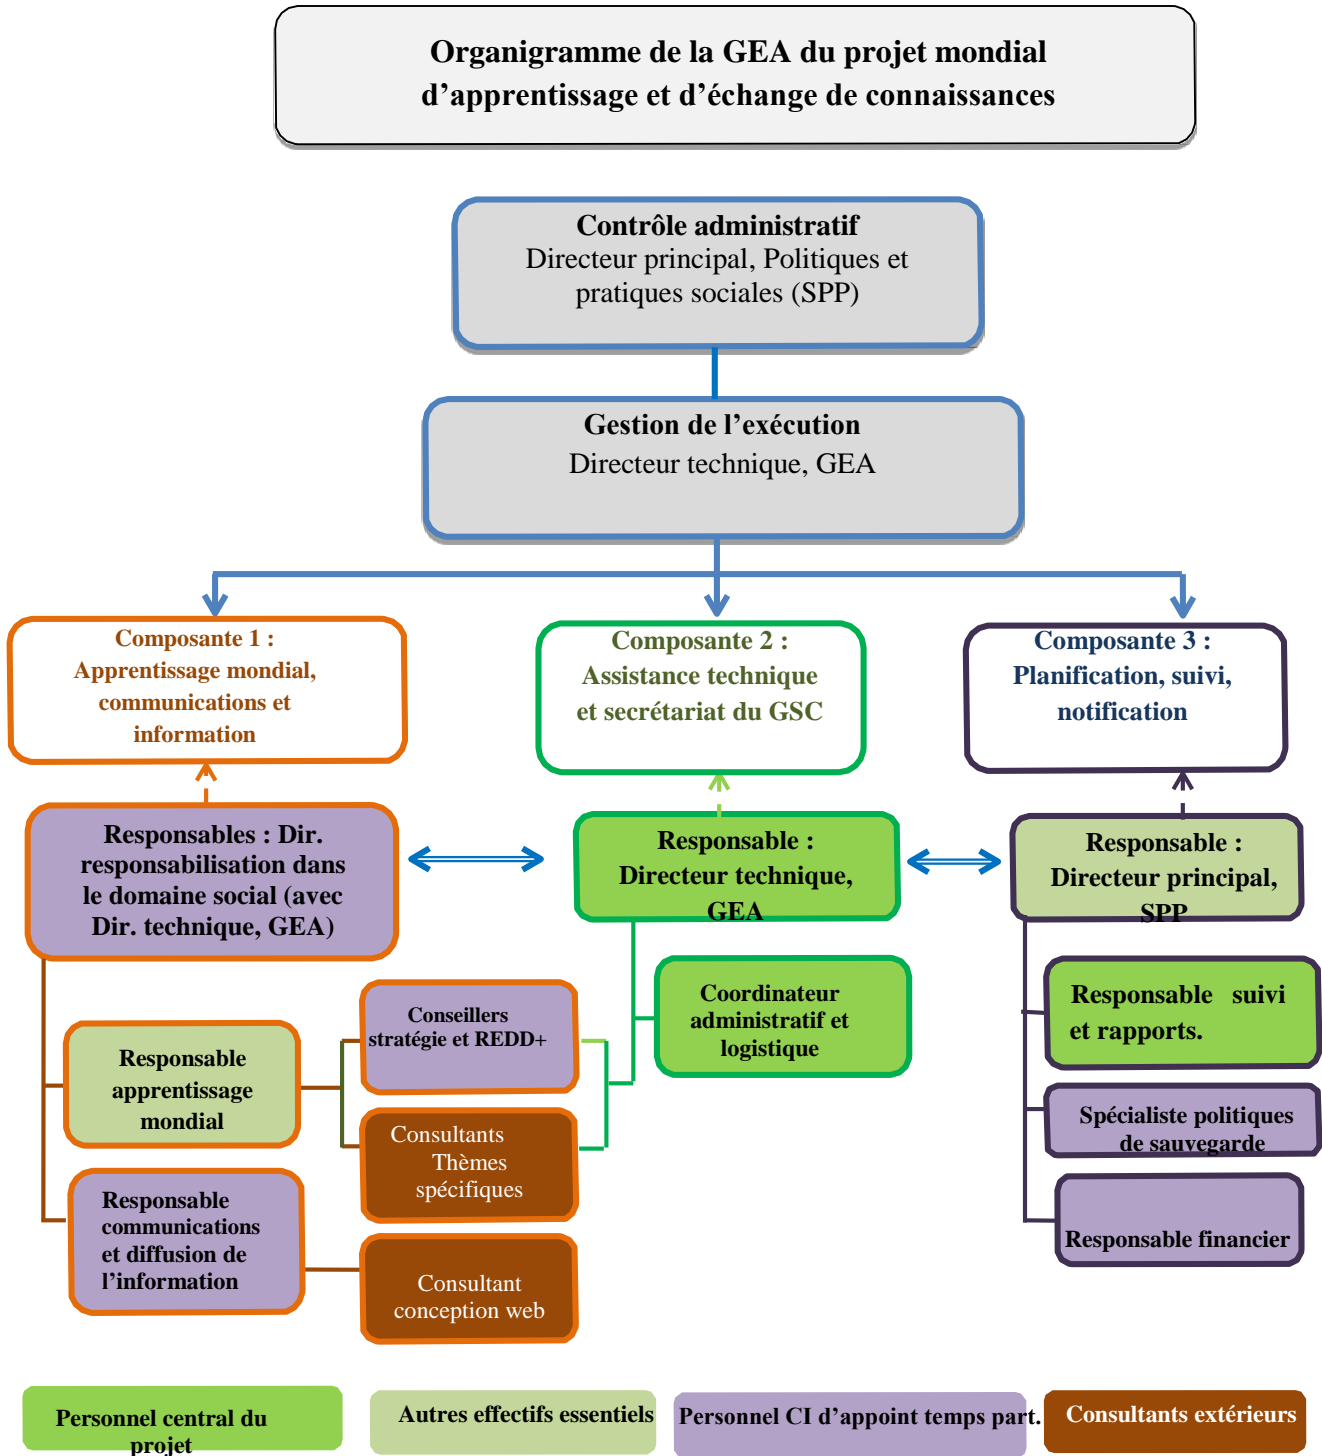 Organigramme de la GEA du projet mondial
d’apprentissage et d’échange de connaissances
Contrôle administratif
Directeur principal, Politiques et
pratiques sociales (SPP)
Gestion de l’exécution
Directeur technique, GEA
Composante 1 :
Apprentissage mondial,
communications et
information
Composante 2 :
Assistance technique
et secrétariat du GSC
Composante 3 :
Planification, suivi,
notification
Responsables : Dir.
responsabilisation dans
le domaine social (avec
Dir. technique, GEA)
Responsable :
Directeur technique,
GEA
Responsable :
Directeur principal,
SPP
Responsable
apprentissage
mondial
Responsable
communications
et diffusion de
l’information
Conseillers
stratégie et REDD+
Consultants
Thèmes
spécifiques
Consultant
conception web
Coordinateur
administratif et
logistique
Responsable suivi
et rapports.
Spécialiste politiques
de sauvegarde
Responsable financier
Personnel central du
projet
Autres effectifs essentiels
Personnel CI d’appoint temps part.
Consultants extérieurs